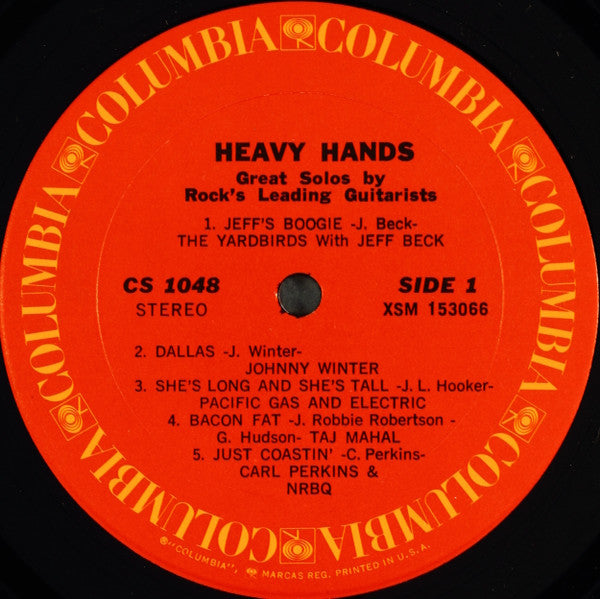 COLUMBIA COLUMBIA COLUMBIA COLUMBIA COLUMBIA COLUMBIA
HEAVY HANDS
Great Solos by
Rock's Leading Guitarists
1. JEFF'S BOOGIE -J. Beck-
THE YARDBIRDS With JEFF BECK
CS 1048 SIDE 1
STEREO XSM 153066
2. DALLAS -J. Winter-
JOHNNY WINTER
3. SHE'S LONG AND SHE'S TALL -J. L. Hooker-
PACIFIC GAS AND ELECTRIC
4. BACON FAT -J. Robbie Robertson -
G. Hudson- TAJ MAHAL
5. JUST COASTIN' -C. Perkins-
CARL PERKINS &
NRBQ
®"COLUMBIA", MARCAS REG. PRINTED IN U.S.A.